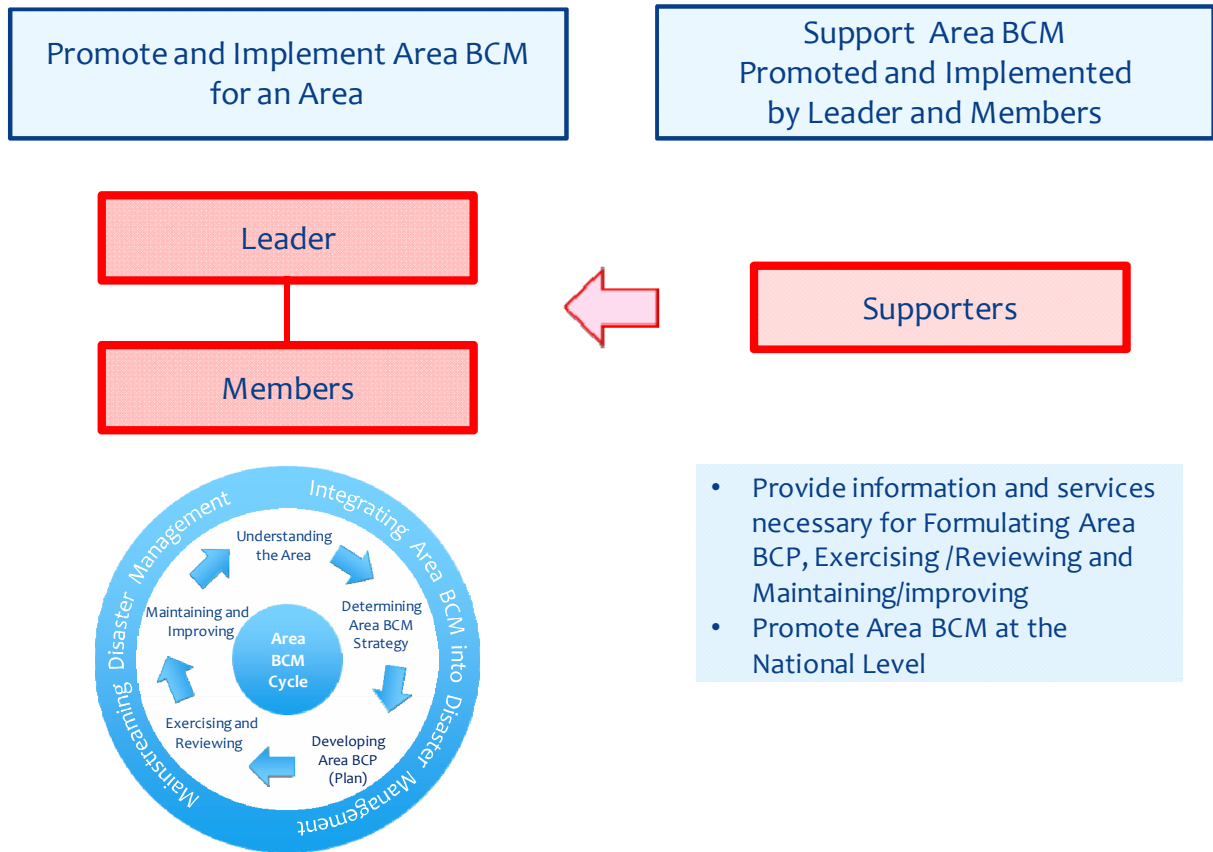 Promote and Implement Area BCM
for an Area
Support Area BCM
Promoted and Implemented
by Leader and Members
Leader
Members
Supporters
Mainstreaming Disaster Management
Integrating Area BCM into Disaster Management
Understanding
the Area
Determining
Area BCM
Strategy
Developing
Area BCP
(Plan)
Exercising and
Reviewing
Maintaining and
Improving
Area
BCM
Cycle
• Provide information and services
necessary for Formulating Area
BCP, Exercising /Reviewing and
Maintaining/improving
• Promote Area BCM at the
National Level